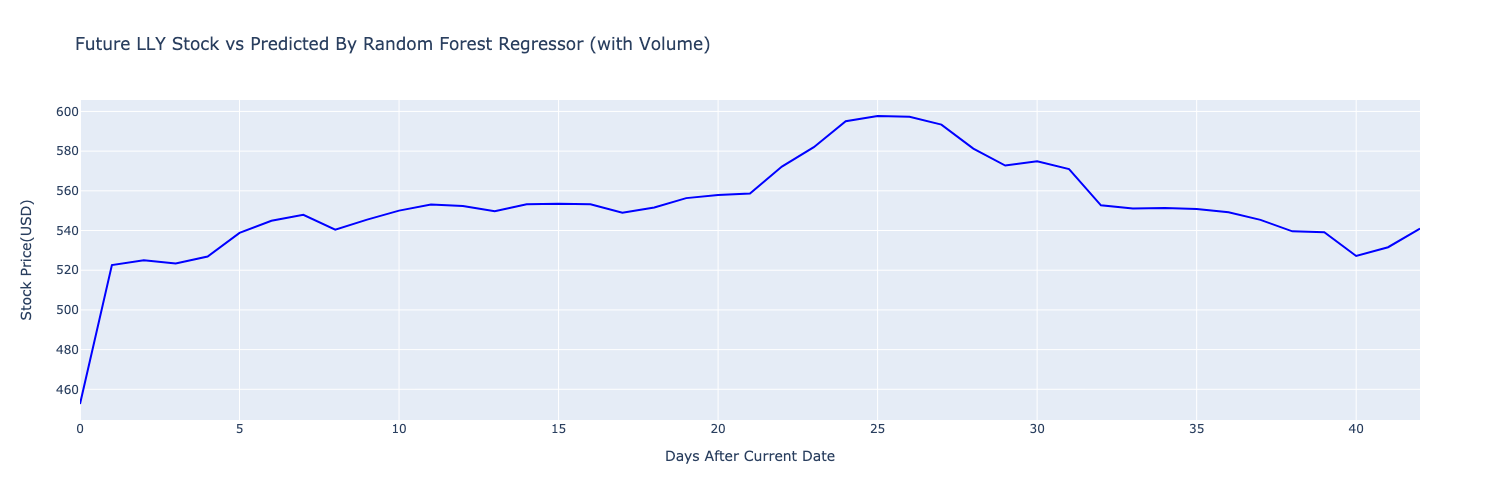 Future LLY Stock vs Predicted By Random Forest Regressor (with Volume)
Stock Price(USD)
600
580
560
540
520
500
480
460
0 5 10 15 20 25 30 35 40
Days After Current Date